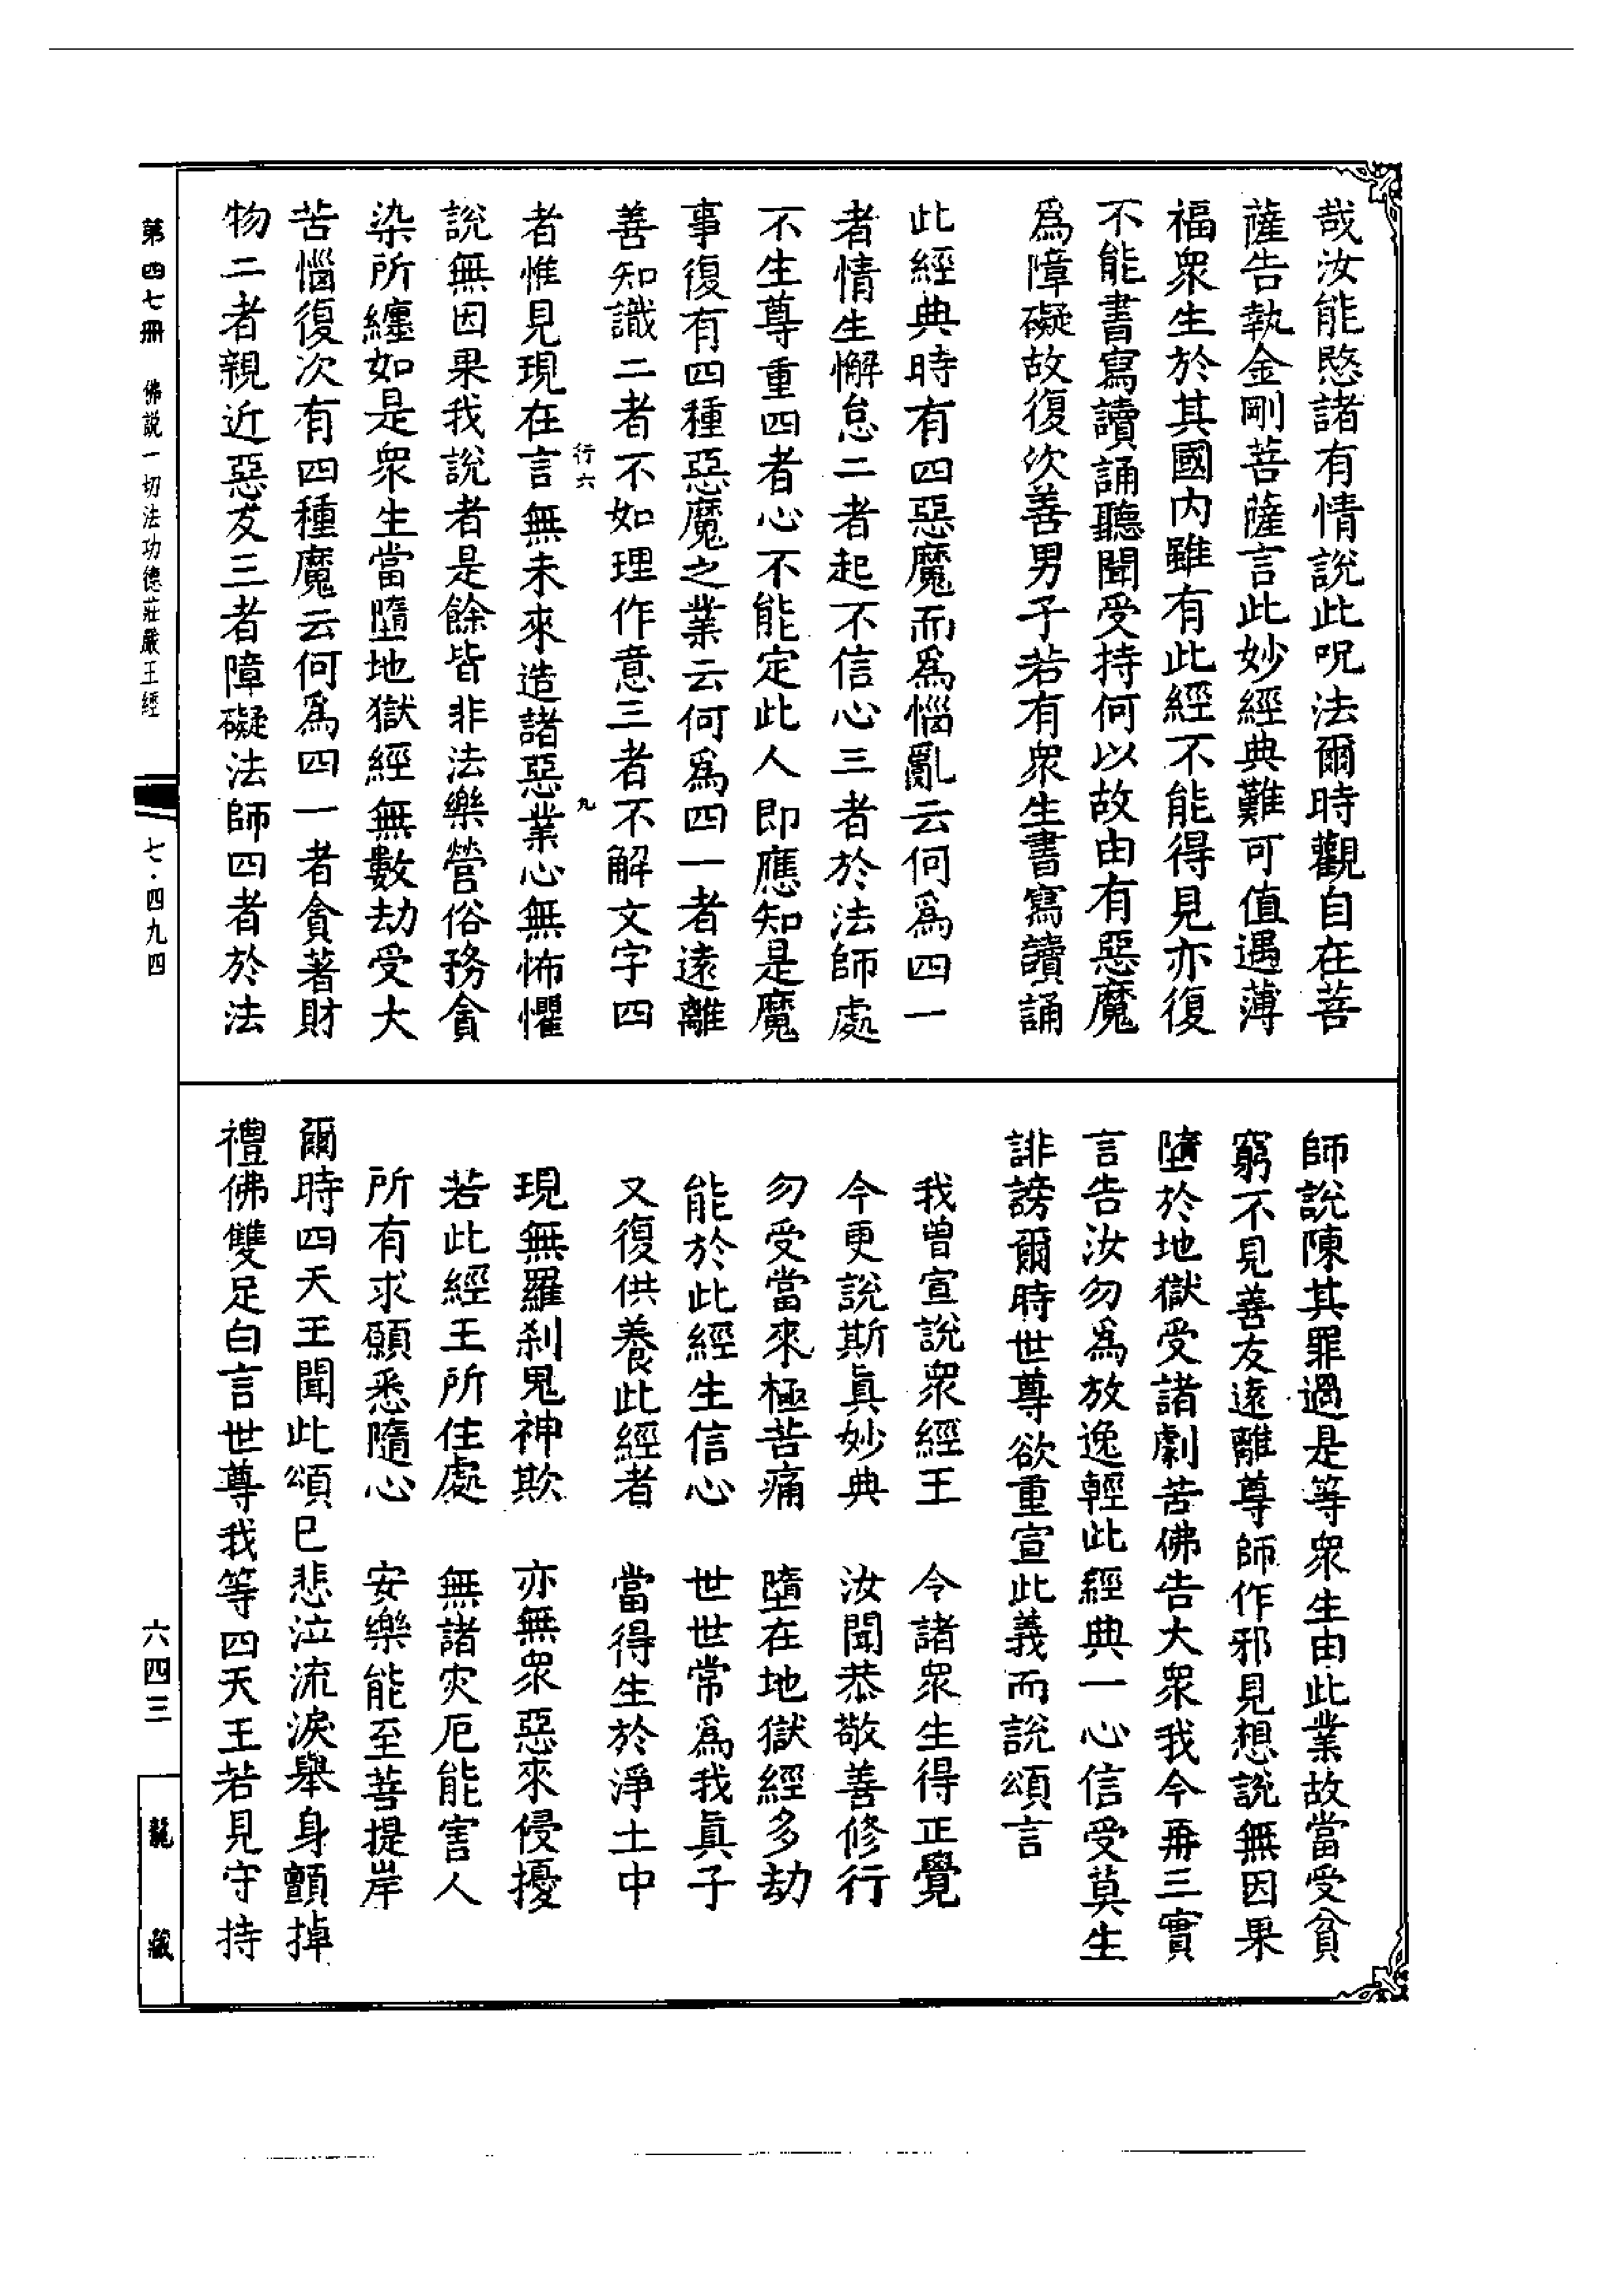 哉汝能愍諸有情說此呪法爾時觀自在菩
薩告執金剛菩薩言此妙經典難可值遇薄
福衆生於其國內雖有此經不能得見亦復
不能書寫讀誦聽聞受持何以故由有惡魔
爲障礙故復次善男子若有衆生書寫讀誦
此經典時有四惡魔而爲惱亂云何爲四一
者情生懈怠二者起不信心三者於法師處
不生尊重四者心不能定此人即應知是魔
事復有四種惡魔之業云何爲四一者遠離
善知識二者不如理作意三者不解文字四
行六
九
者惟見現在言無未來造諸惡業心無怖懼
說無因果我說者是餘皆非法樂營俗務貪
染所纏如是衆生當墮地獄經無數劫受大
苦惱復次有四種魔云何爲四一者貪著財
物二者親近惡友三者障礙法師四者於法
師說陳其罪過是等衆生由此業故當受貧
窮不見善友遠離尊師作邪見想說無因果
墮於地獄受諸劇苦佛告大衆我今再三實
言告汝勿爲放逸輕此經典一心信受莫生
誹謗爾時世尊欲重宣此義而說頌言
我曾宣說衆經王 令諸衆生得正覺
今更說斯眞妙典 汝聞恭敬善修行
勿受當來極苦痛 墮在地獄經多劫
能於此經生信心 世世常爲我眞子
又復供養此經者 當得生於淨土中
現無羅刹鬼神欺 亦無衆惡來侵擾
若此經王所住處 無諸灾厄能害人
所有求願悉隨心 安樂能至菩提岸
爾時四天王聞此頌已悲泣流淚舉身顫掉
禮佛雙足白言世尊我等四天王若見守持
第四七冊 佛説一切法功德莊嚴王經 七·四九四
六四三
龍藏